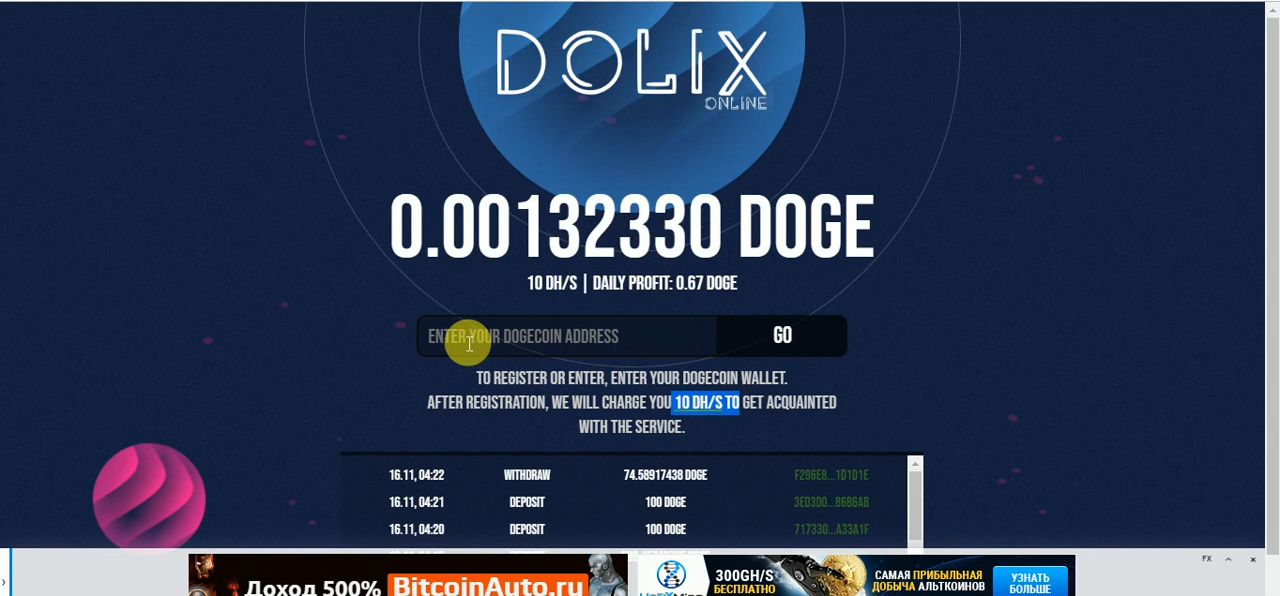 DOLIX
ONLINE
0.00132330 DOGE
10 DH/S | DAILY PROFIT: 0.67 DOGE
ENTER YOUR DOGECOIN ADDRESS
GO
TO REGISTER OR ENTER, ENTER YOUR DOGECOIN WALLET.
AFTER REGISTRATION, WE WILL CHARGE YOU 10 DH/S TO GET ACQUAINTED
WITH THE SERVICE.
16.11, 04:22 WITHDRAW 74.58917438 DOGE F296E8...1D1D1E
16.11, 04:21 DEPOSIT 100 DOGE 3ED3D0...86B6AB
16.11, 04:20 DEPOSIT 100 DOGE 717330...A33A1F
FX
Доход 500% BitcoinAuto.ru
300GH/S
БЕСПЛАТНО
САМАЯ ПРИБЫЛЬНАЯ
ДОБЫЧА АЛЬТКОИНОВ
УЗНАТЬ
БОЛЬШЕ